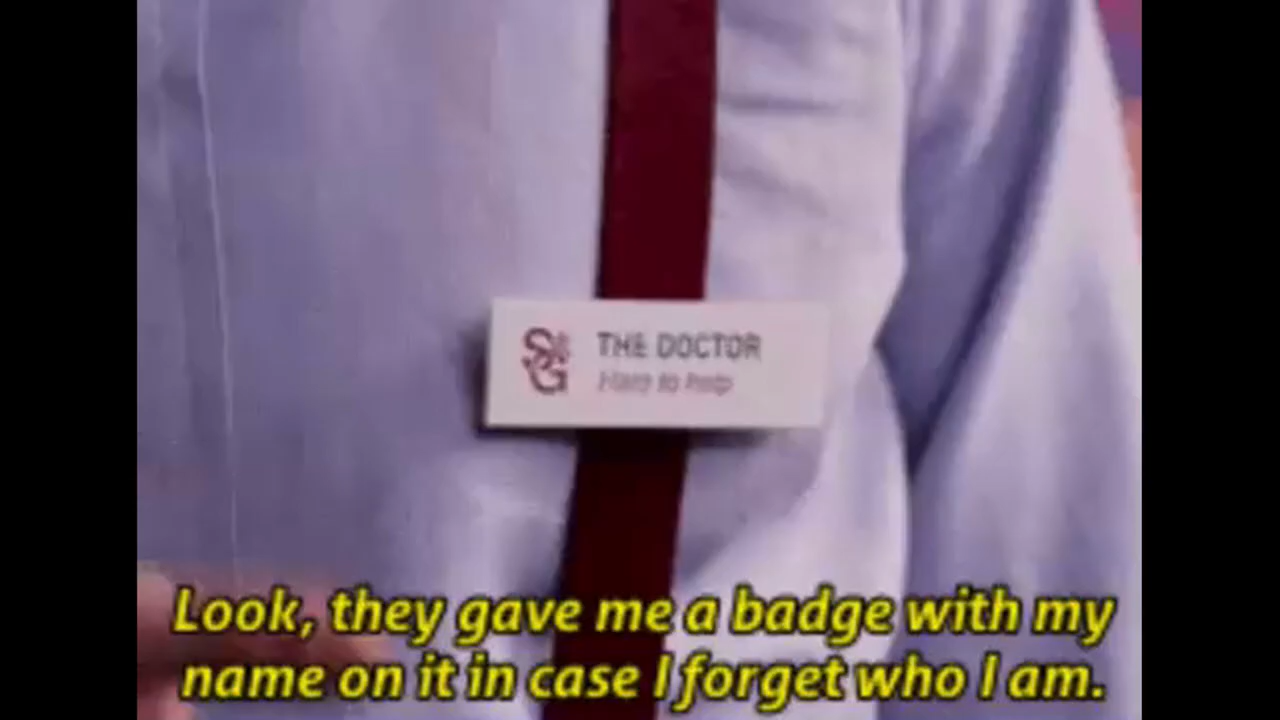 S&G
THE DOCTOR
Here to help
Look, they gave me a badge with my
name on it in case I forget who I am.